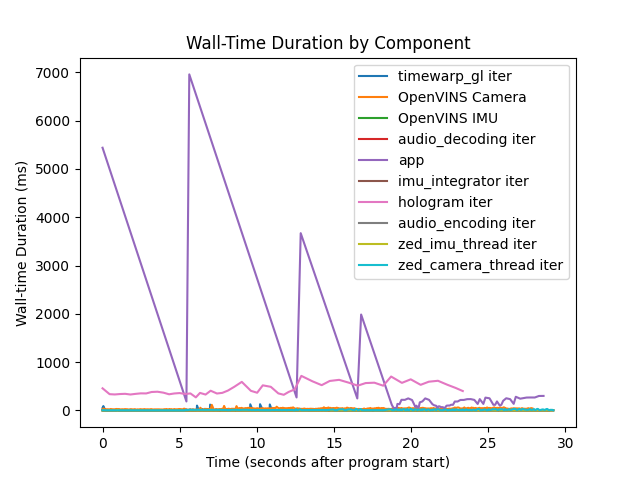 Wall-Time Duration by Component
Wall-time Duration (ms)
7000
6000
5000
4000
3000
2000
1000
0
timewarp_gl iter
OpenVINS Camera
OpenVINS IMU
audio_decoding iter
app
imu_integrator iter
hologram iter
audio_encoding iter
zed_imu_thread iter
zed_camera_thread iter
0 5 10 15 20 25 30
Time (seconds after program start)